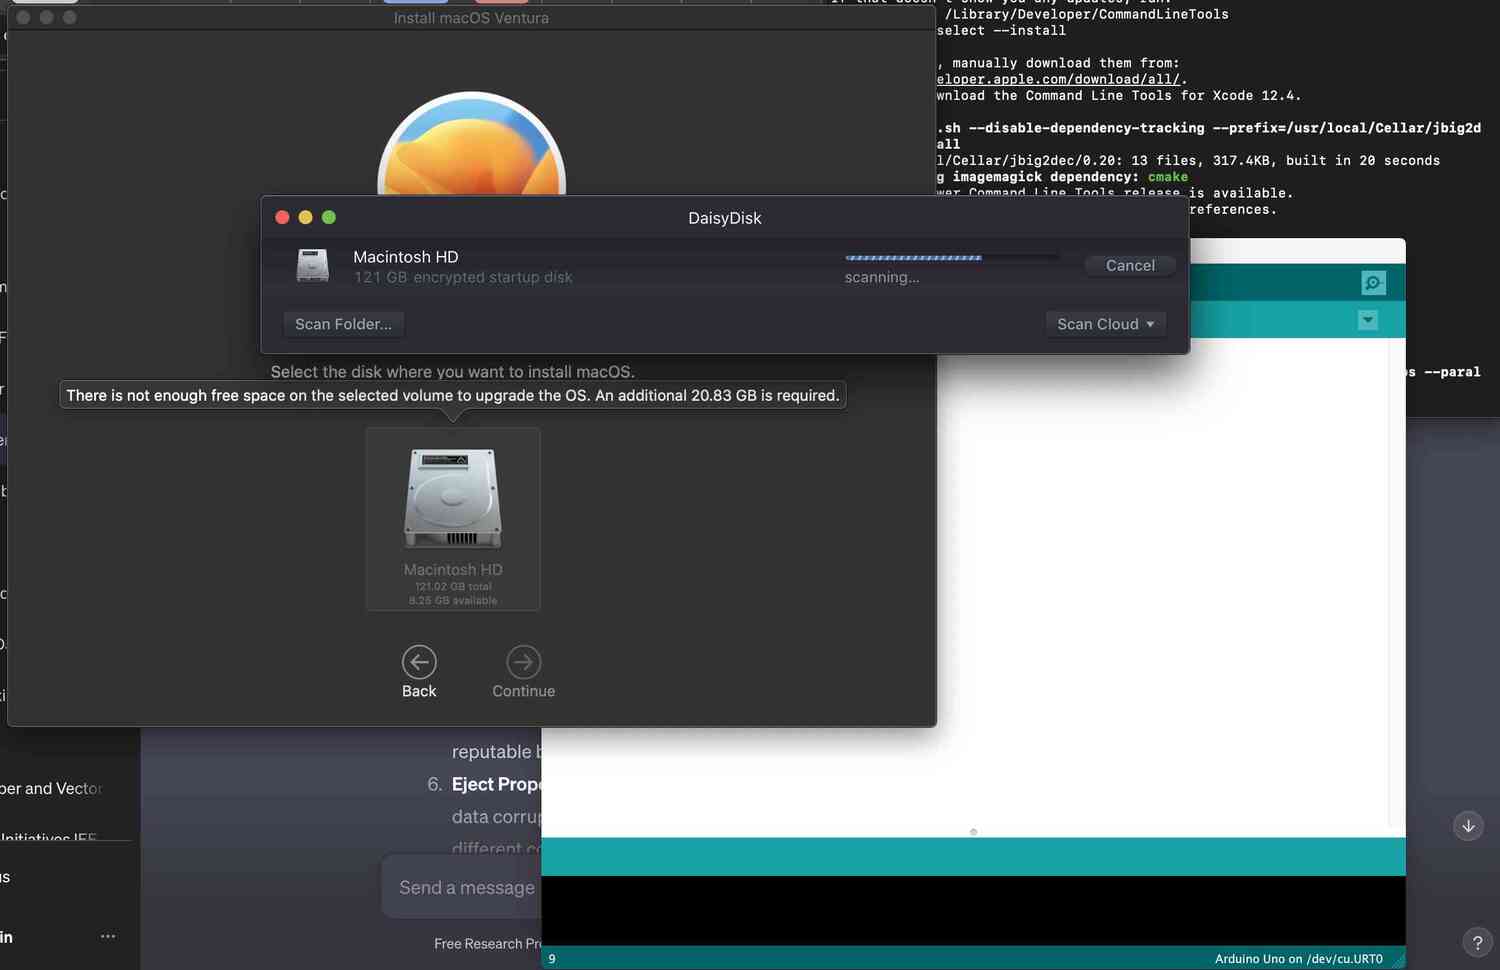 Install macOS Ventura
/Library/Developer/CommandLineTools
select --install
, manually download them from:
eloper.apple.com/download/all/.
wnload the Command Line Tools for Xcode 12.4.
.sh --disable-dependency-tracking --prefix=/usr/local/Cellar/jbig2d
all
l/Cellar/jbig2dec/0.20: 13 files, 317.4KB, built in 20 seconds
g imagemagick dependency: cmake
wer Command Line Tools release is available.
references.
DaisyDisk
Macintosh HD
121 GB encrypted startup disk
scanning...
Cancel
Scan Folder...
Scan Cloud
Select the disk where you want to install macOS.
There is not enough free space on the selected volume to upgrade the OS. An additional 20.83 GB is required.
s --paral
Macintosh HD
121.02 GB total
8.25 GB available
Back
Continue
reputable b
6. Eject Prope
data corrup
different co
per and Vector
Initiatives IEE
us
Send a message
in
Free Research Pre
9
Arduino Uno on /dev/cu.URT0
?